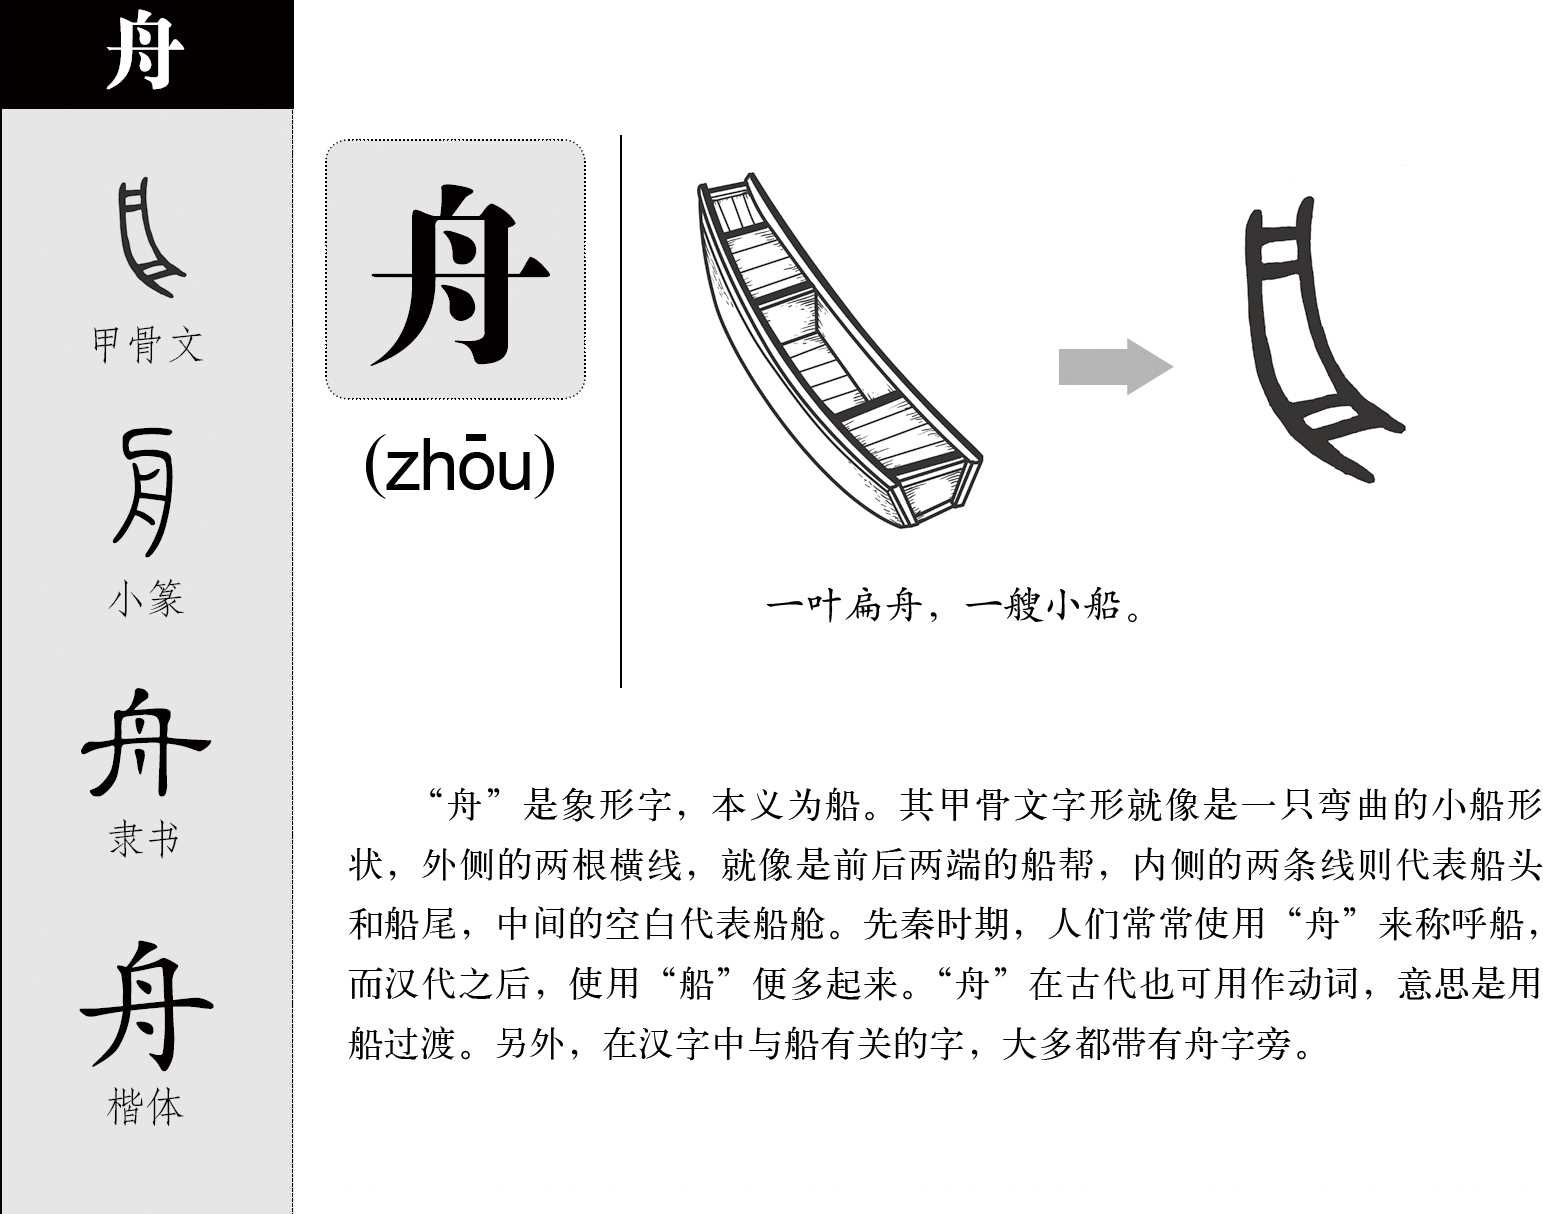 舟
甲骨文
小篆
隶书
楷体
舟
(zhōu)
一叶扁舟，一艘小船。
“舟”是象形字，本义为船。其甲骨文字形就像是一只弯曲的小船形
状，外侧的两根横线，就像是前后两端的船帮，内侧的两条线则代表船头
和船尾，中间的空白代表船舱。先秦时期，人们常常使用“舟”来称呼船，
而汉代之后，使用“船”便多起来。“舟”在古代也可用作动词，意思是用
船过渡。另外，在汉字中与船有关的字，大多都带有舟字旁。